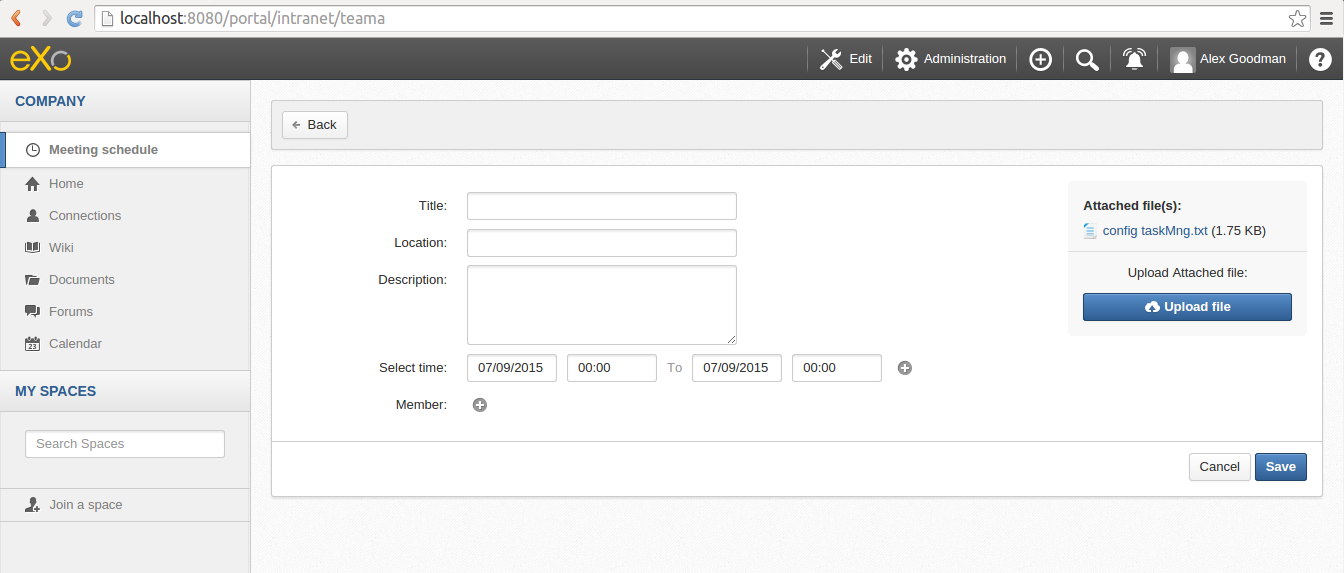 localhost:8080/portal/intranet/teama
eXo Edit Administration Alex Goodman ?
COMPANY
Meeting schedule
Home
Connections
Wiki
Documents
Forums
23 Calendar
MY SPACES
Search Spaces
Join a space
Back
Title:
Location:
Description:
Select time: 07/09/2015 00:00 To 07/09/2015 00:00
Member:
Attached file(s):
config taskMng.txt (1.75 KB)
Upload Attached file:
Upload file
Cancel Save